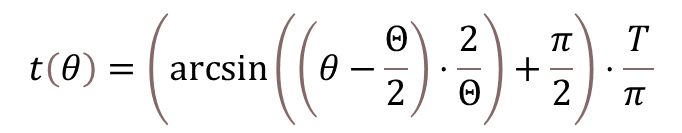 t(θ) = (arcsin((θ − Θ/2) · 2/Θ) + π/2) · T/π